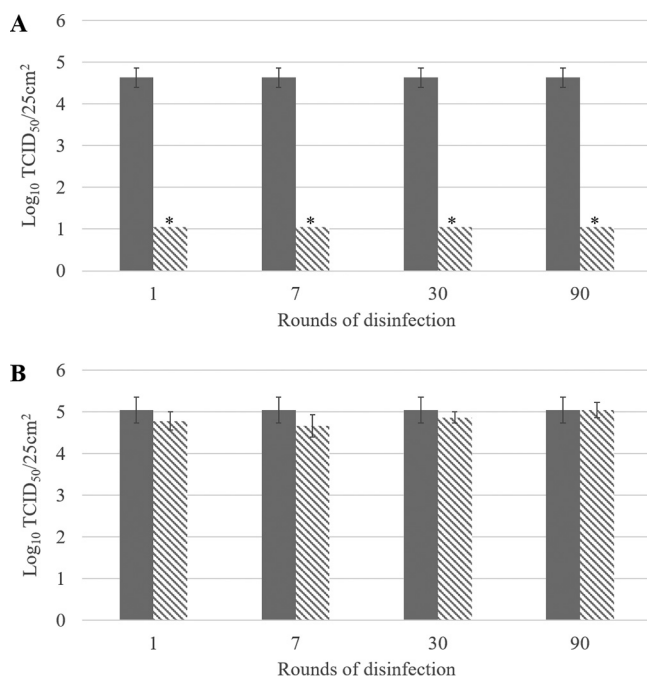 A
Log₁₀ TCID₅₀/25cm²
6
5
4
3
2
1
0
* * * *
1 7 30 90
Rounds of disinfection
B
Log₁₀ TCID₅₀/25cm²
6
5
4
3
2
1
0
1 7 30 90
Rounds of disinfection